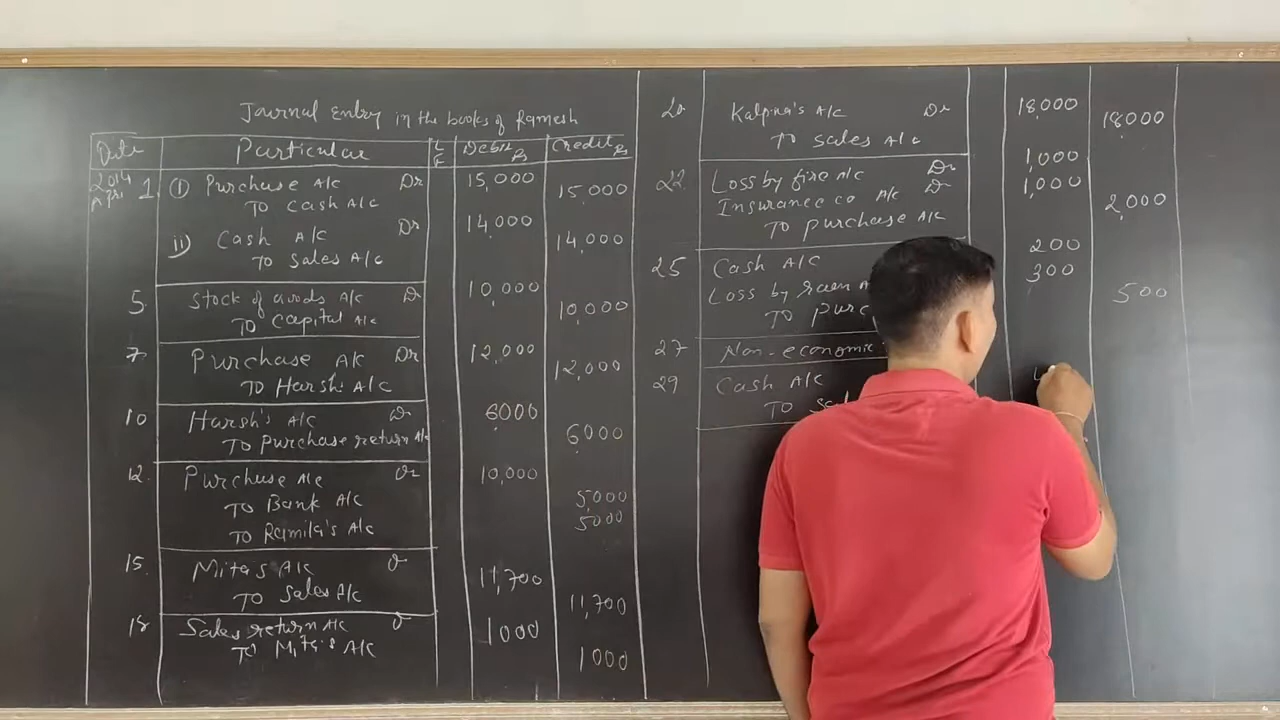 Journal Entry in the books of Ramesh
Date Particular L F Debit Rs Credit Rs
2014 Apri 1 (i) Purchase A/c Dr 15,000
To Cash A/c 15,000
ii) Cash A/c Dr 14,000
To Sales A/c 14,000
5 Stock of Goods A/c Dr 10,000
To Capital A/c 10,000
7 Purchase A/c Dr 12,000
To Harsh A/c 12,000
10 Harsh's A/c Dr 6000
To Purchase return A/c 6000
12 Purchase A/c Dr 10,000
To Bank A/c 5000
To Ramila's A/c 5000
15 Mita's A/c Dr 11,700
To Sales A/c 11,700
18 Sales return A/c Dr 1000
To Mita's A/c 1000
20 Kalpna's A/c Dr 18,000
To Sales A/c 18,000
22 Loss by fire A/c Dr 1,000
Insurance co A/c Dr 1,000
To purchase A/c 2,000
25 Cash A/c 200
Loss by 300
To 500
27 Non-economic
29 Cash A/c
To